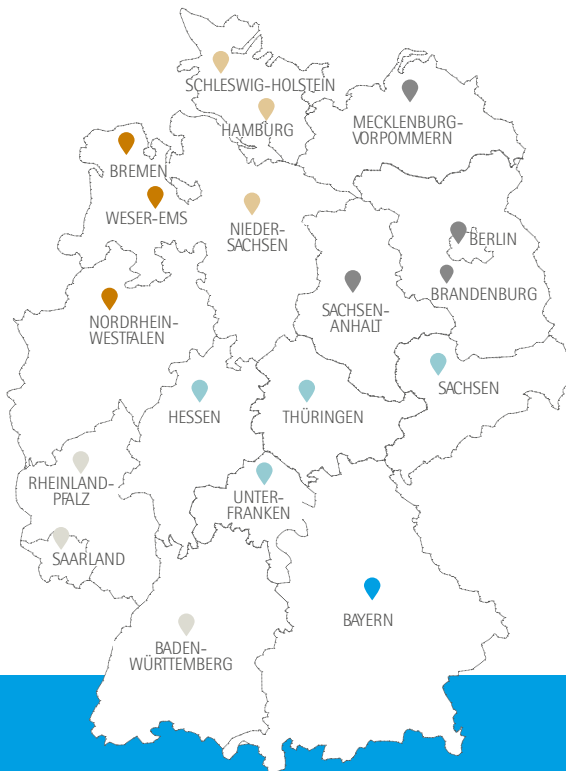 SCHLESWIG-HOLSTEIN
HAMBURG
MECKLENBURG-
VORPOMMERN
BREMEN
WESER-EMS
NIEDER-
SACHSEN
BERLIN
BRANDENBURG
SACHSEN-
ANHALT
NORDRHEIN-
WESTFALEN
HESSEN
THÜRINGEN
SACHSEN
RHEINLAND-
PFALZ
UNTER-
FRANKEN
SAARLAND
BAYERN
BADEN-
WÜRTTEMBERG